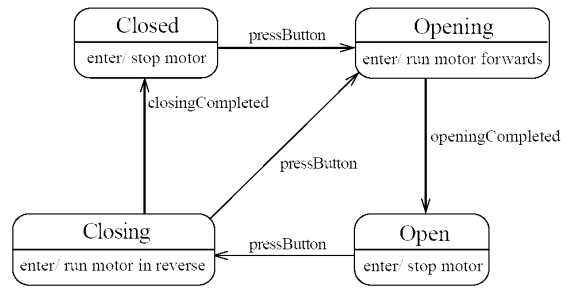 Closed
enter/ stop motor
pressButton
Opening
enter/ run motor forwards
closingCompleted
openingCompleted
pressButton
Closing
enter/ run motor in reverse
pressButton
Open
enter/ stop motor